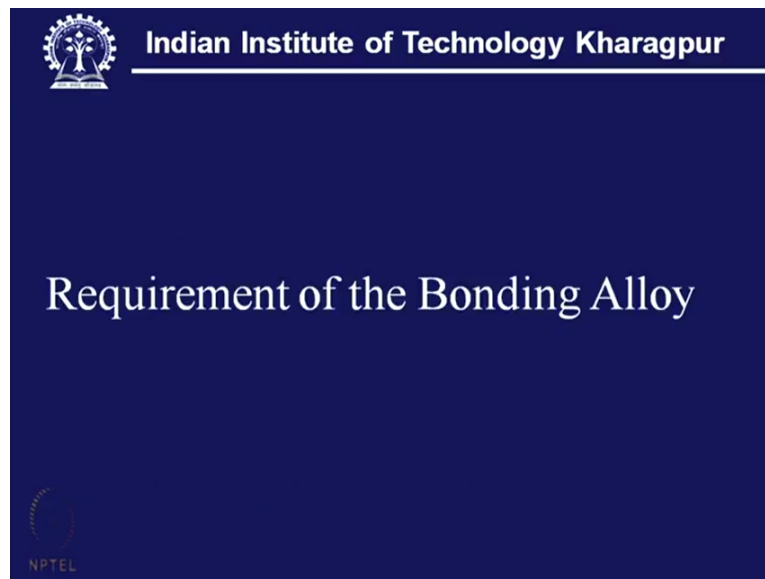 Indian Institute of Technology Kharagpur
Requirement of the Bonding Alloy
NPTEL